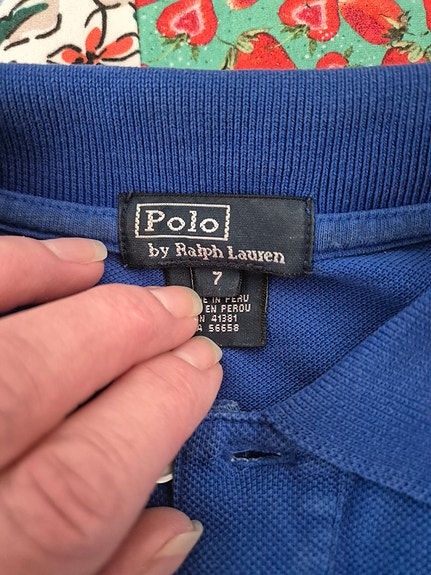 Polo
by Ralph Lauren
7
IN PERU
EN PEROU
41381
56658